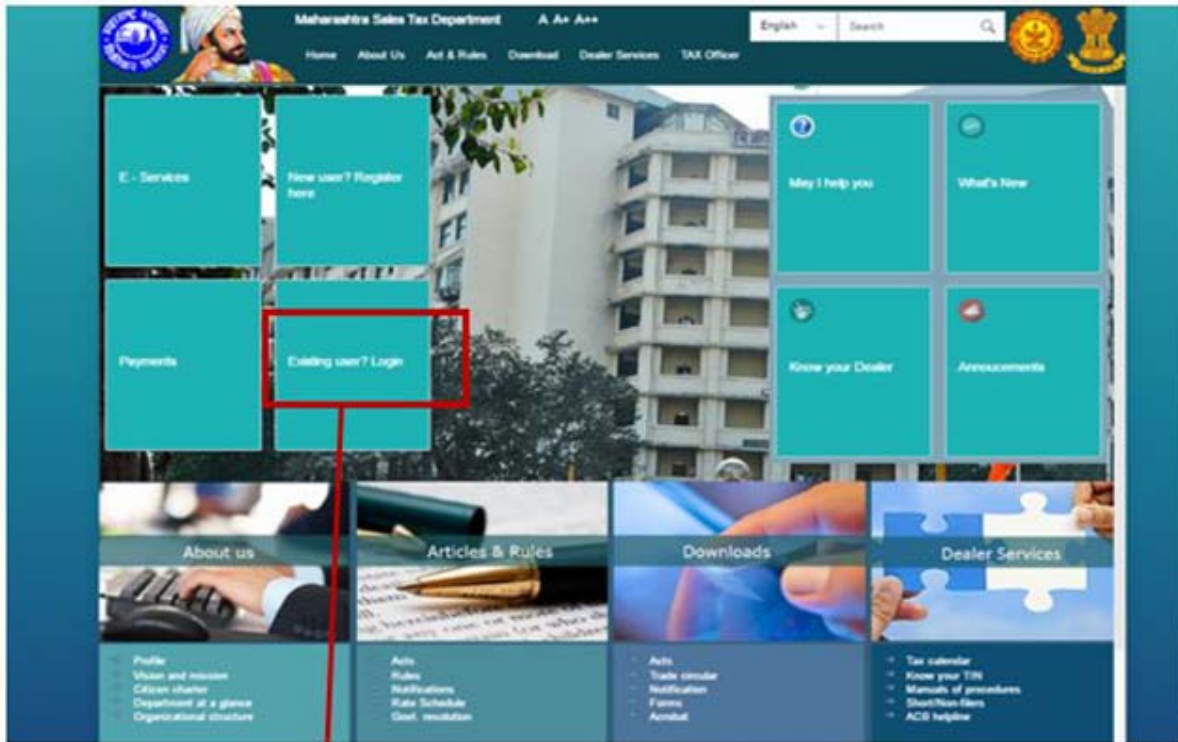 Maharashtra Sales Tax Department A A+ A++
English Search
Home About Us Act & Rules Download Dealer Services TAX Officer
E - Services
New user? Register
here
May I help you
What's New
Payments
Existing user? Login
Know your Dealer
Annoucements
About us
Articles & Rules
Downloads
Dealer Services
Profile
Vision and mission
Citizen charter
Department at a glance
Organizational structure
Acts
Rules
Notifications
Rate Schedule
Govt. resolution
Acts
Trade circular
Notification
Forms
Acrobat
Tax calendar
Know your TIN
Manuals of procedures
Short/Non-filers
ACB helpline